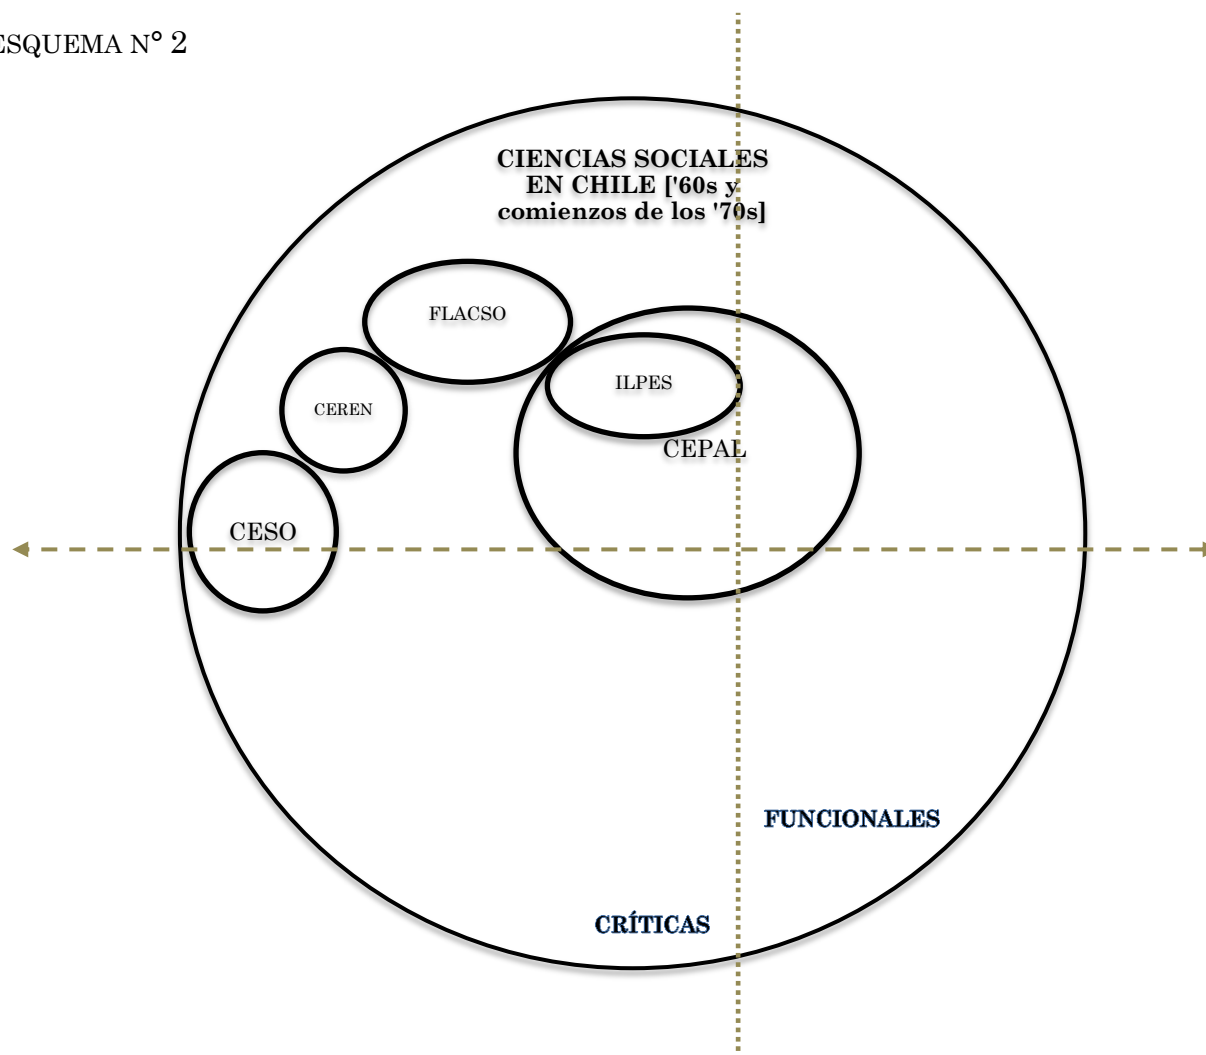 ESQUEMA N° 2
CIENCIAS SOCIALES
EN CHILE ['60s y
comienzos de los '70s]
FLACSO
ILPES
CEREN
CEPAL
CESO
FUNCIONALES
CRÍTICAS